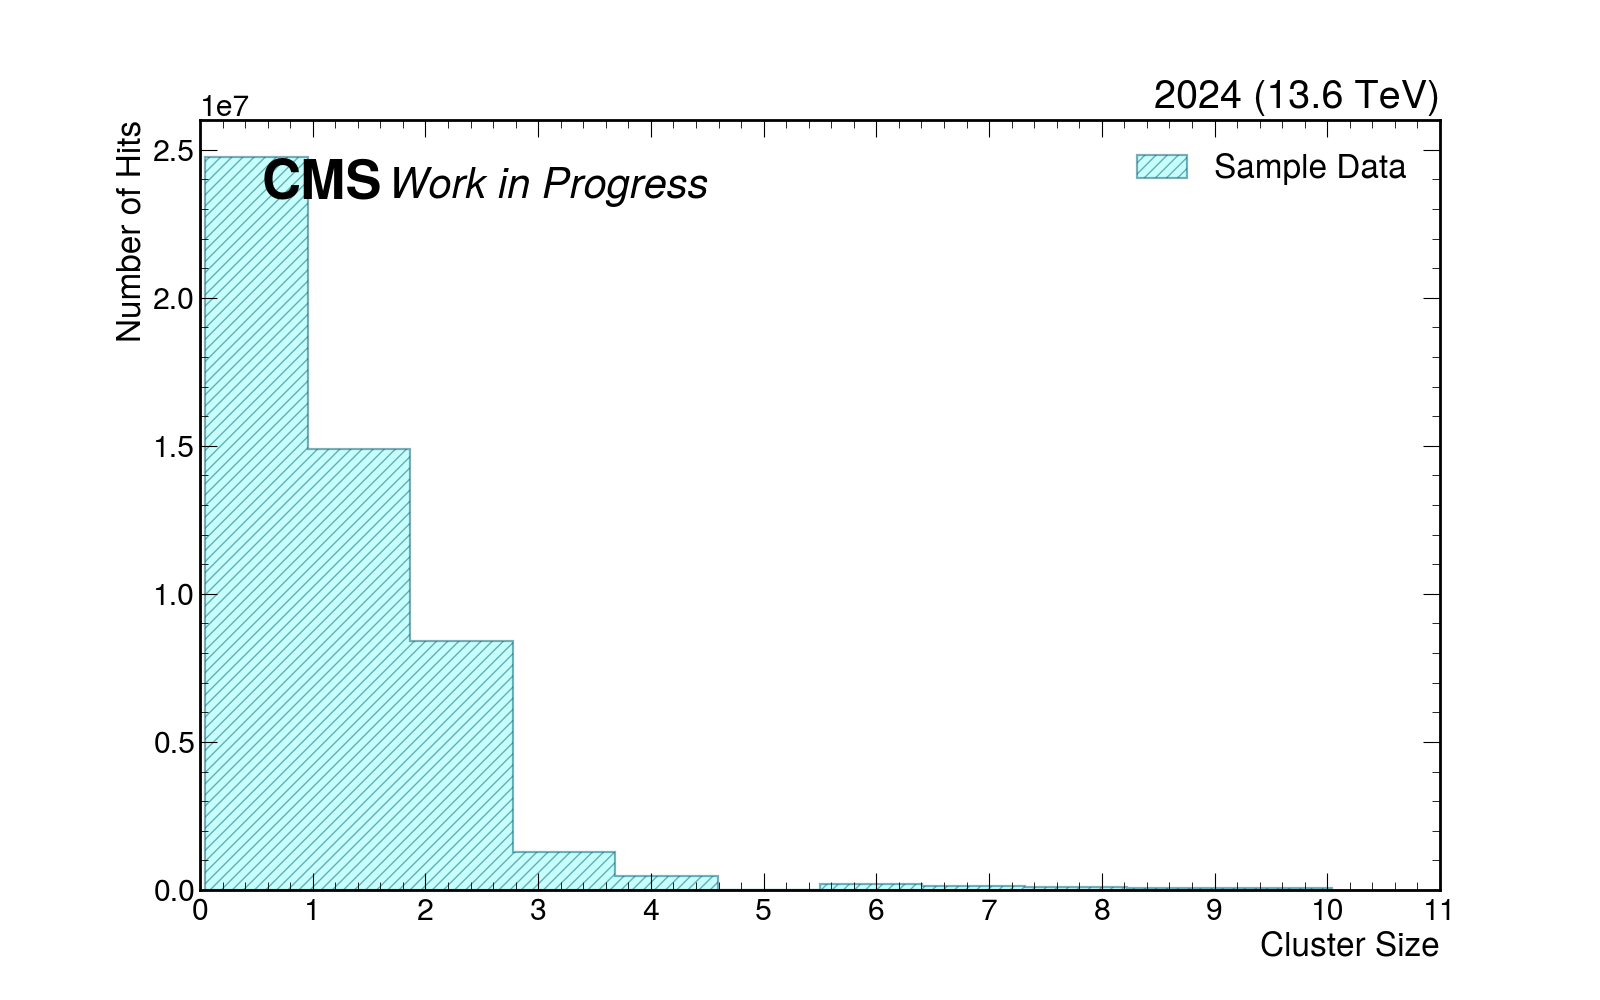 2024 (13.6 TeV)
1e7
CMS Work in Progress
Sample Data
Number of Hits
2.5
2.0
1.5
1.0
0.5
0.0
0 1 2 3 4 5 6 7 8 9 10 11
Cluster Size